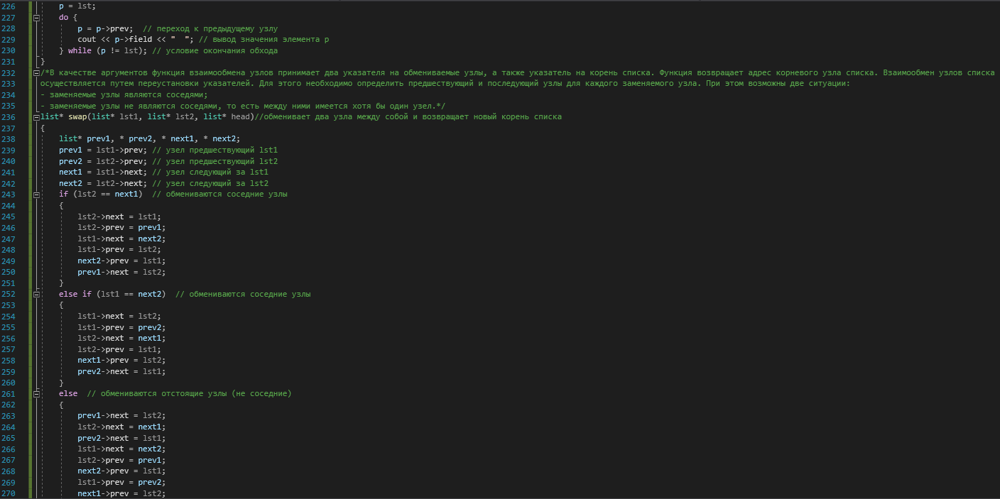 226 p = lst;
227 do {
228 p = p->prev; // переход к предыдущему узлу
229 cout << p->field << "  "; // вывод значения элемента p
230 } while (p != lst); // условие окончания обхода
231 }
232 /*В качестве аргументов функция взаимообмена узлов принимает два указателя на обмениваемые узлы, а также указатель на корень списка. Функция возвращает адрес корневого узла списка. Взаимообмен узлов списка
233 осуществляется путем переустановки указателей. Для этого необходимо определить предшествующий и последующий узлы для каждого заменяемого узла. При этом возможны две ситуации:
234 - заменяемые узлы являются соседями;
235 - заменяемые узлы не являются соседями, то есть между ними имеется хотя бы один узел.*/
236 list* swap(list* lst1, list* lst2, list* head)//обменивает два узла между собой и возвращает новый корень списка
237 {
238 list* prev1, * prev2, * next1, * next2;
239 prev1 = lst1->prev; // узел предшествующий lst1
240 prev2 = lst2->prev; // узел предшествующий lst2
241 next1 = lst1->next; // узел следующий за lst1
242 next2 = lst2->next; // узел следующий за lst2
243 if (lst2 == next1)  // обмениваются соседние узлы
244 {
245 lst2->next = lst1;
246 lst2->prev = prev1;
247 lst1->next = next2;
248 lst1->prev = lst2;
249 next2->prev = lst1;
250 prev1->next = lst2;
251 }
252 else if (lst1 == next2)  // обмениваются соседние узлы
253 {
254 lst1->next = lst2;
255 lst1->prev = prev2;
256 lst2->next = next1;
257 lst2->prev = lst1;
258 next1->prev = lst2;
259 prev2->next = lst1;
260 }
261 else  // обмениваются отстоящие узлы (не соседние)
262 {
263 prev1->next = lst2;
264 lst2->next = next1;
265 prev2->next = lst1;
266 lst1->next = next2;
267 lst2->prev = prev1;
268 next2->prev = lst1;
269 lst1->prev = prev2;
270 next1->prev = lst2;